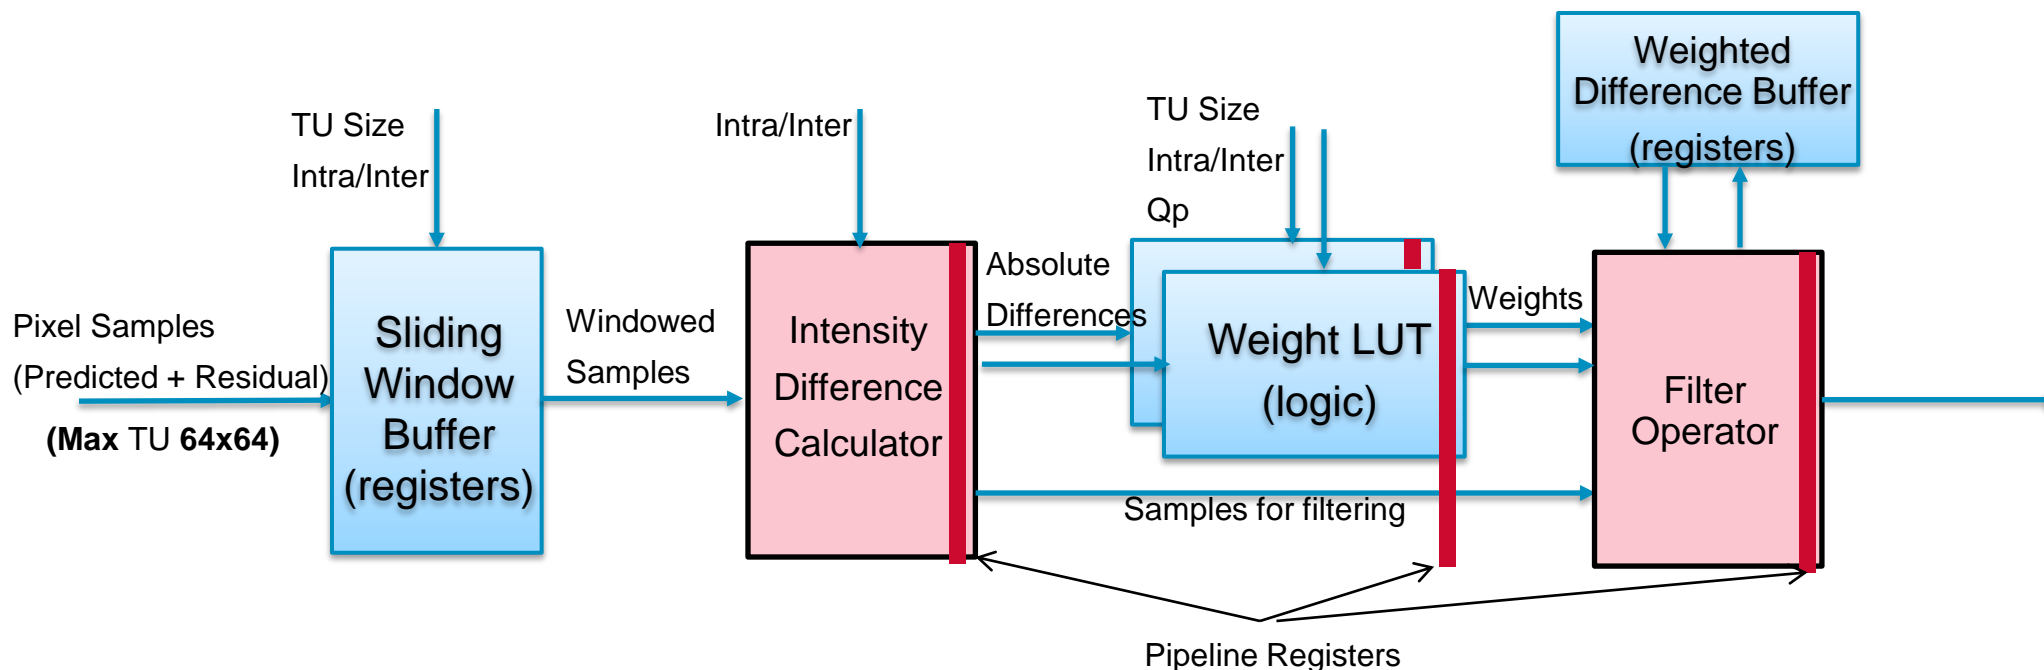 Weighted
Difference Buffer
(registers)
TU Size
Intra/Inter
Intra/Inter
TU Size
Intra/Inter
Qp
Pixel Samples
(Predicted + Residual)
(Max TU 64x64)
Sliding
Window
Buffer
(registers)
Windowed
Samples
Intensity
Difference
Calculator
Absolute
Differences
Weight LUT
(logic)
Weights
Samples for filtering
Filter
Operator
Pipeline Registers